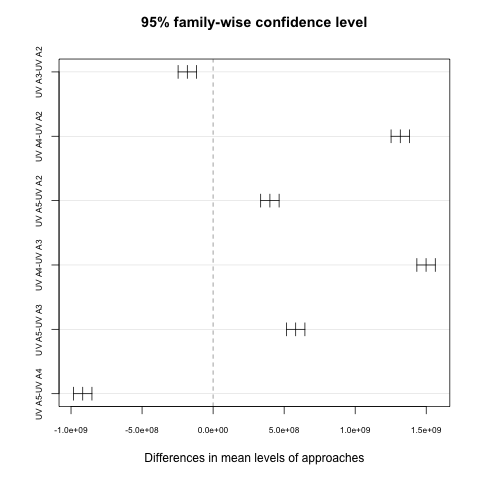 95% family-wise confidence level
UV A3-UV A2
UV A4-UV A2
UV A5-UV A2
UV A4-UV A3
UV A5-UV A3
UV A5-UV A4
-1.0e+09 -5.0e+08 0.0e+00 5.0e+08 1.0e+09 1.5e+09
Differences in mean levels of approaches